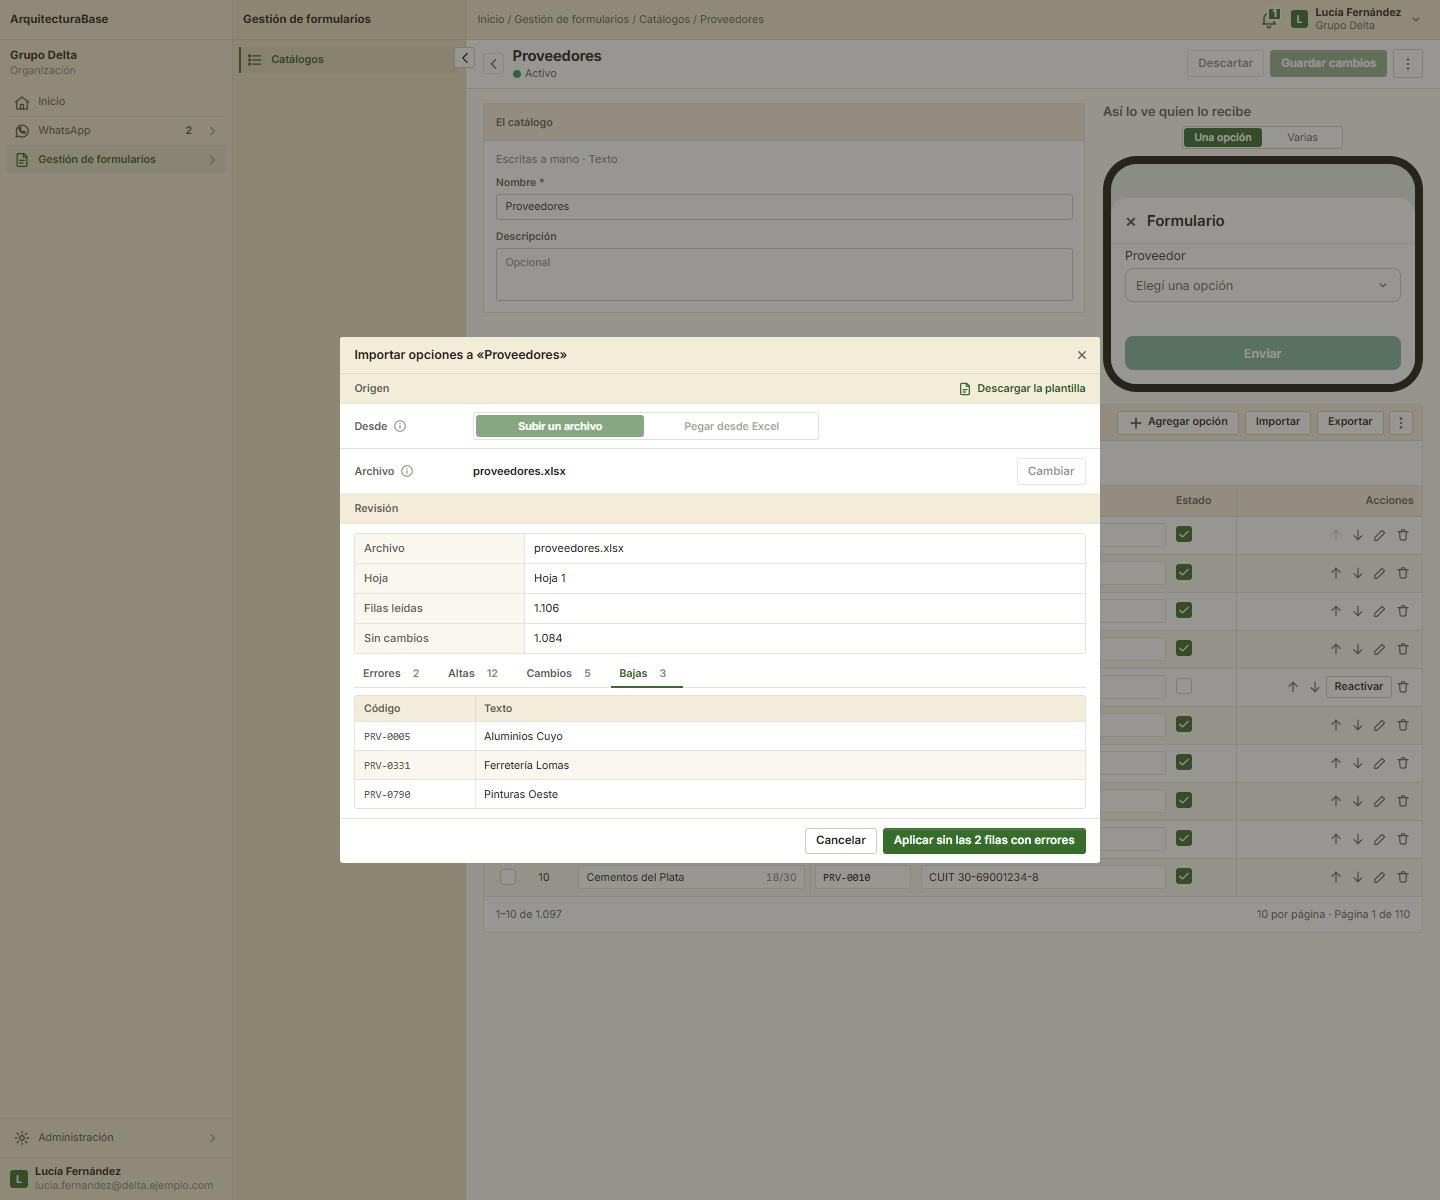 ArquitecturaBase
Grupo Delta
Organización
Inicio
WhatsApp 2
Gestión de formularios
Administración
Lucía Fernández
lucia.fernandez@delta.ejemplo.com
Gestión de formularios
Catálogos
Inicio / Gestión de formularios / Catálogos / Proveedores
1
L
Lucía Fernández
Grupo Delta
Proveedores
Activo
Descartar
Guardar cambios
El catálogo
Escritas a mano · Texto
Nombre *
Proveedores
Descripción
Opcional
Así lo ve quien lo recibe
Una opción
Varias
Formulario
Proveedor
Elegí una opción
Enviar
Agregar opción
Importar
Exportar
Estado
Acciones
Reactivar
Importar opciones a «Proveedores»
Origen
Descargar la plantilla
Desde
Subir un archivo
Pegar desde Excel
Archivo
proveedores.xlsx
Cambiar
Revisión
Archivo proveedores.xlsx
Hoja Hoja 1
Filas leídas 1.106
Sin cambios 1.084
Errores 2 Altas 12 Cambios 5 Bajas 3
Código Texto
PRV-0005 Aluminios Cuyo
PRV-0331 Ferretería Lomas
PRV-0790 Pinturas Oeste
Cancelar
Aplicar sin las 2 filas con errores
10 Cementos del Plata 18/30 PRV-0010 CUIT 30-69001234-8
1–10 de 1.097
10 por página · Página 1 de 110
L